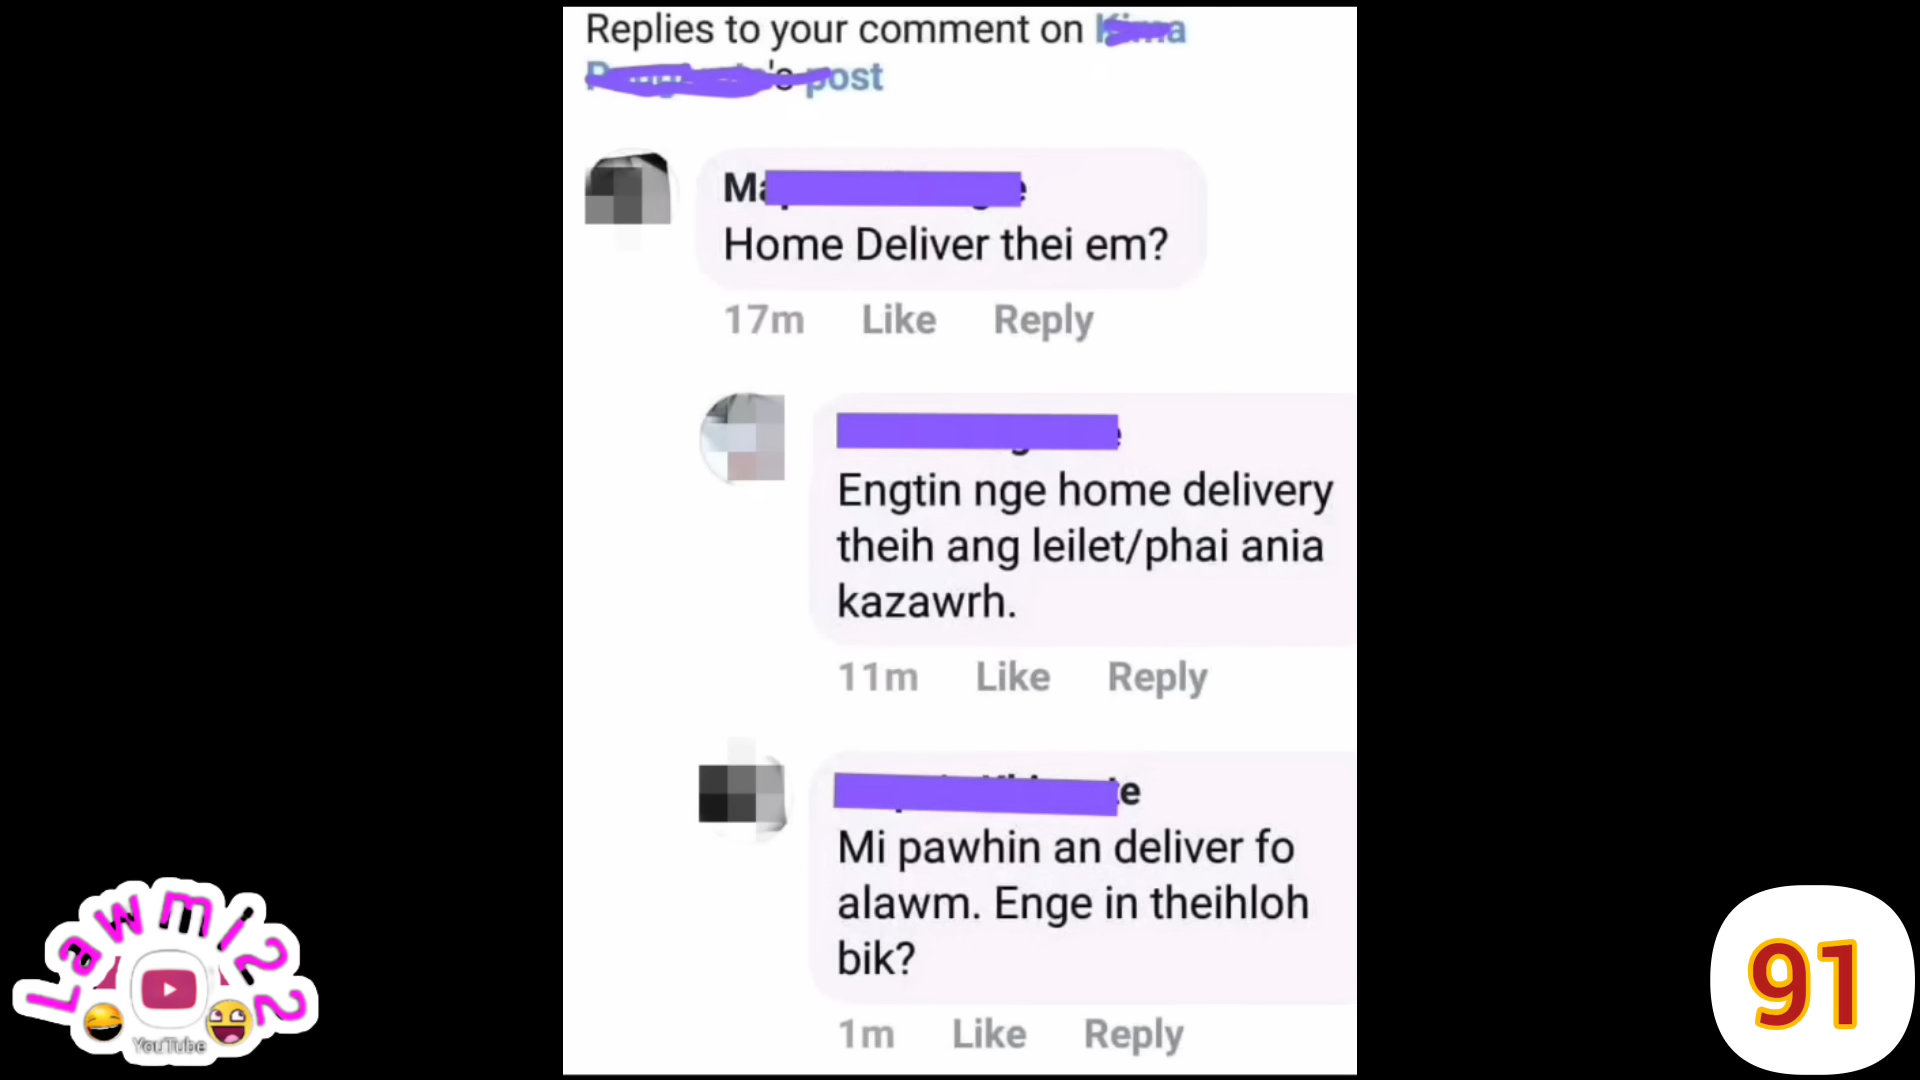 Replies to your comment on
post
Home Deliver thei em?
17m Like Reply
Engtin nge home delivery
theih ang leilet/phai ania
kazawrh.
11m Like Reply
Mi pawhin an deliver fo
alawm. Enge in theihloh
bik?
1m Like Reply
Lawmi22
YouTube
91